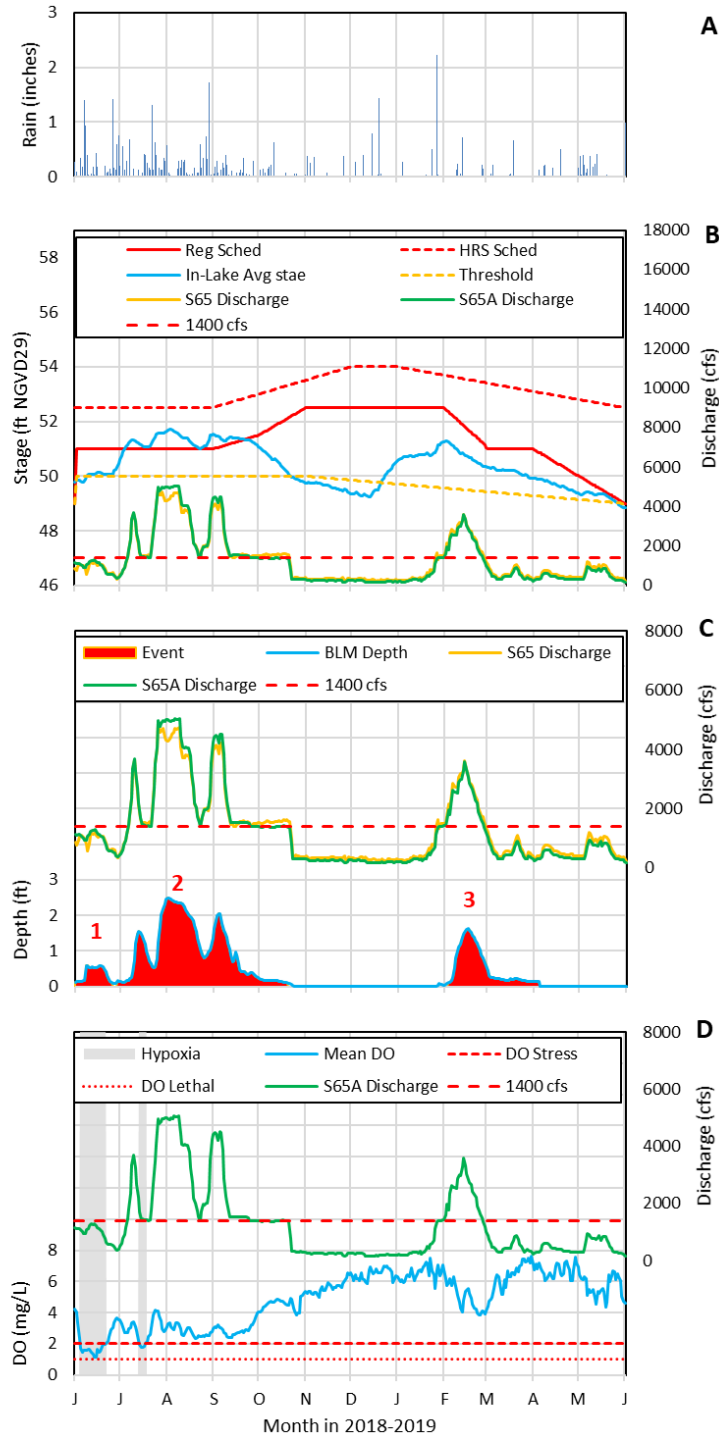 A
Rain (inches)
3
2
1
0
B
Stage (ft NGVD29)
58
56
54
52
50
48
46
Reg Sched
HRS Sched
In-Lake Avg stae
Threshold
S65 Discharge
S65A Discharge
1400 cfs
18000
16000
14000
12000
10000
8000
6000
4000
2000
0
Discharge (cfs)
C
Event
BLM Depth
S65 Discharge
S65A Discharge
1400 cfs
8000
6000
4000
2000
0
Discharge (cfs)
Depth (ft)
3
2
1
0
1
2
3
D
Hypoxia
Mean DO
DO Stress
DO Lethal
S65A Discharge
1400 cfs
8000
6000
4000
2000
0
Discharge (cfs)
DO (mg/L)
8
6
4
2
0
J J A S O N D J F M A M J
Month in 2018-2019